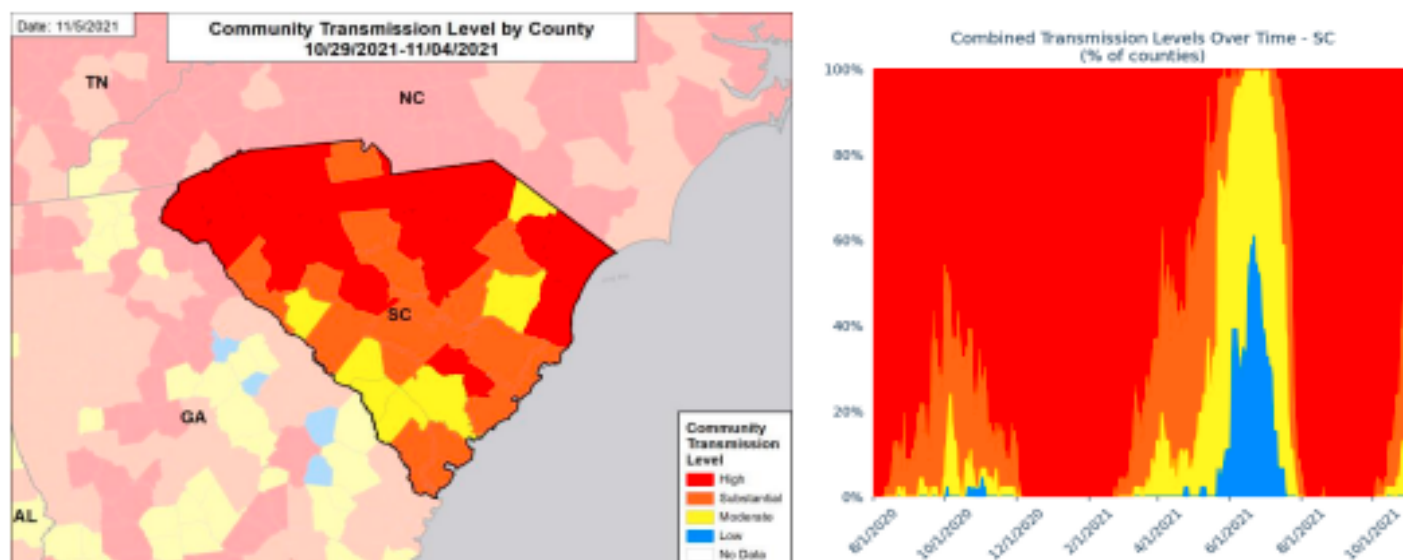 Date: 11/5/2021
Community Transmission Level by County
10/29/2021-11/04/2021
TN
NC
SC
GA
AL
Community
Transmission
Level
High
Substantial
Moderate
Low
No Data
Combined Transmission Levels Over Time - SC
(% of counties)
100%
80%
60%
40%
20%
0%
8/1/2020
10/1/2020
12/1/2020
2/1/2021
4/1/2021
6/1/2021
8/1/2021
10/1/2021